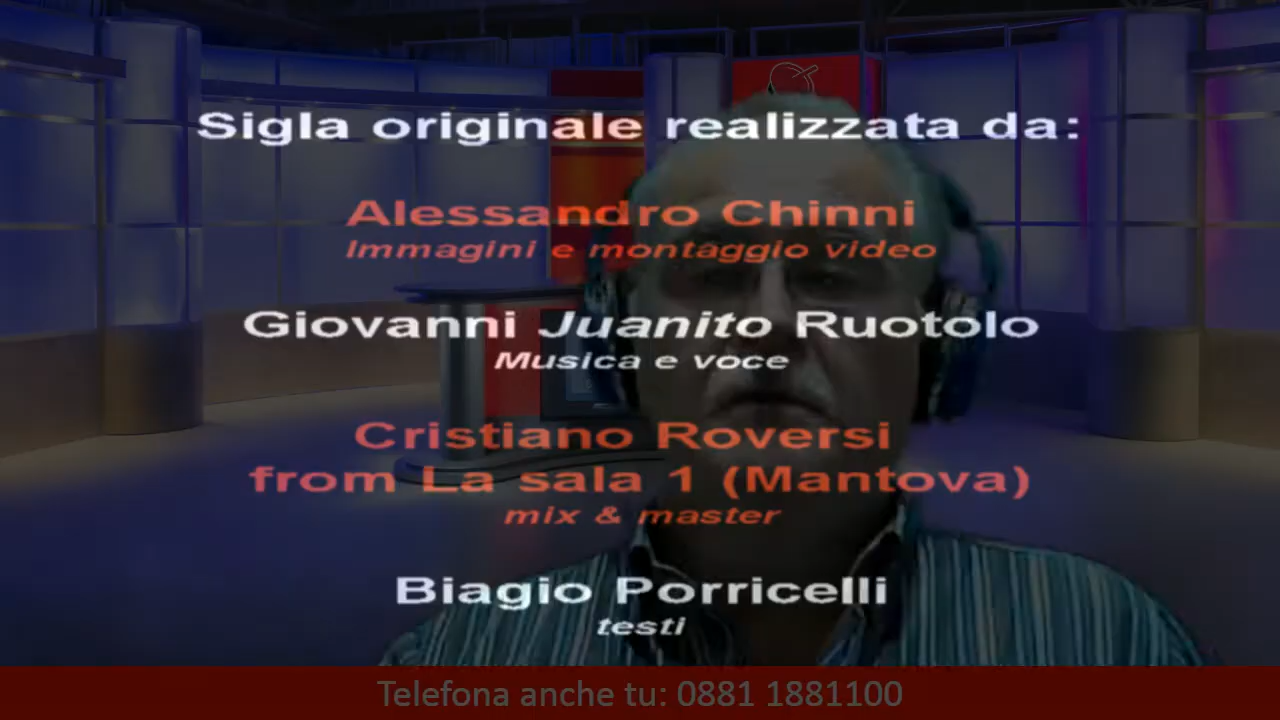 Sigla originale realizzata da:
Alessandro Chinni
Immagini e montaggio video
Giovanni Juanito Ruotolo
Musica e voce
Cristiano Roversi
from La sala 1 (Mantova)
mix & master
Biagio Porricelli
testi
Telefona anche tu: 0881 1881100